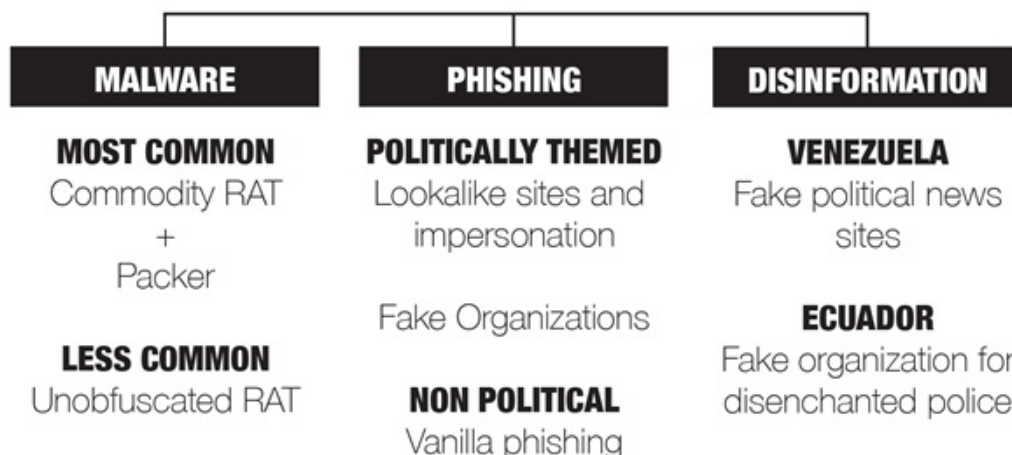 MALWARE
MOST COMMON
Commodity RAT
+
Packer
LESS COMMON
Unobfuscated RAT
PHISHING
POLITICALLY THEMED
Lookalike sites and
impersonation
Fake Organizations
NON POLITICAL
Vanilla phishing
DISINFORMATION
VENEZUELA
Fake political news
sites
ECUADOR
Fake organization for
disenchanted police